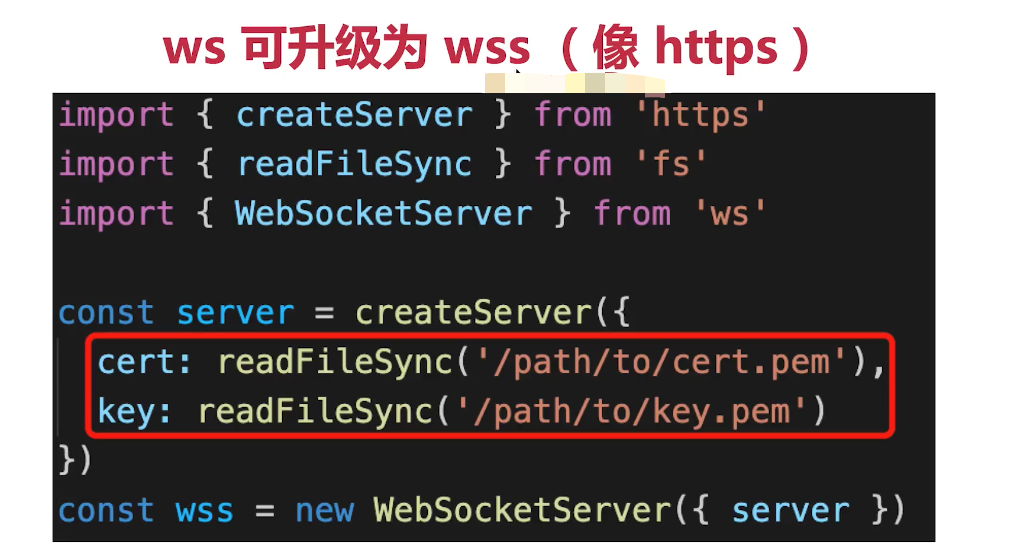 ws 可升级为 wss （像 https）
import { createServer } from 'https'
import { readFileSync } from 'fs'
import { WebSocketServer } from 'ws'
const server = createServer({
cert: readFileSync('/path/to/cert.pem'),
key: readFileSync('/path/to/key.pem')
})
const wss = new WebSocketServer({ server })